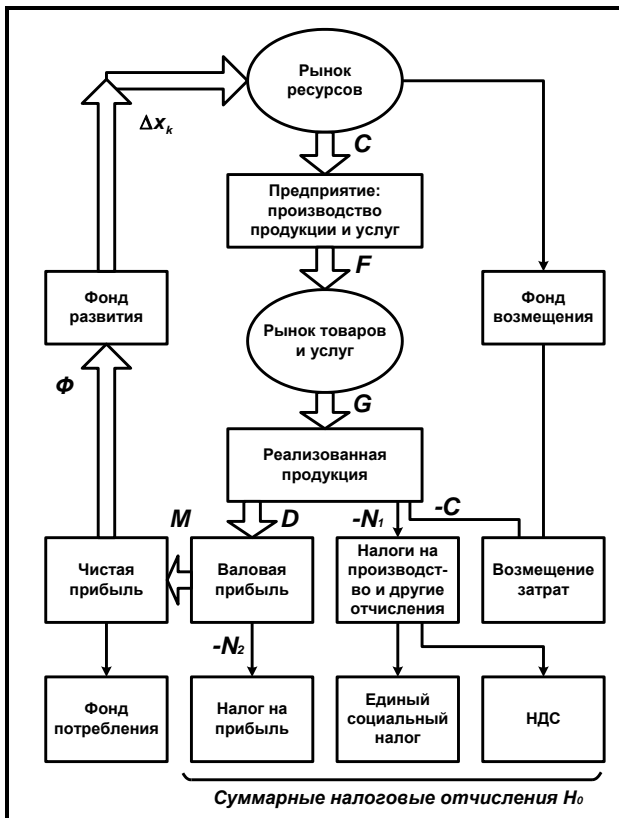 Рынок
ресурсов
Δx_k
C
Предприятие:
производство
продукции и услуг
F
Фонд
развития
Рынок товаров
и услуг
Фонд
возмещения
Ф
G
Реализованная
продукция
M
D
-N₁
-C
Чистая
прибыль
Валовая
прибыль
Налоги на
производст-
во и другие
отчисления
Возмещение
затрат
-N₂
Фонд
потребления
Налог на
прибыль
Единый
социальный
налог
НДС
Суммарные налоговые отчисления H₀